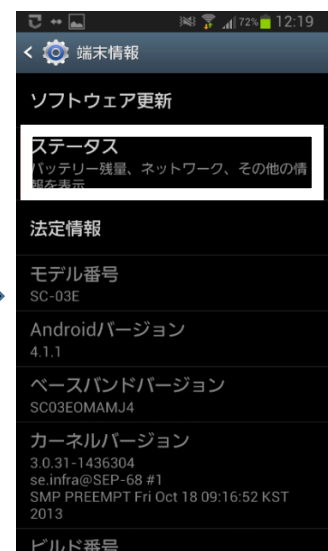 72% 12:19
端末情報
ソフトウェア更新
ステータス
バッテリー残量、ネットワーク、その他の情
報を表示
法定情報
モデル番号
SC-03E
Androidバージョン
4.1.1
ベースバンドバージョン
SC03EOMAMJ4
カーネルバージョン
3.0.31-1436304
se.infra@SEP-68 #1
SMP PREEMPT Fri Oct 18 09:16:52 KST
2013
ビルド番号